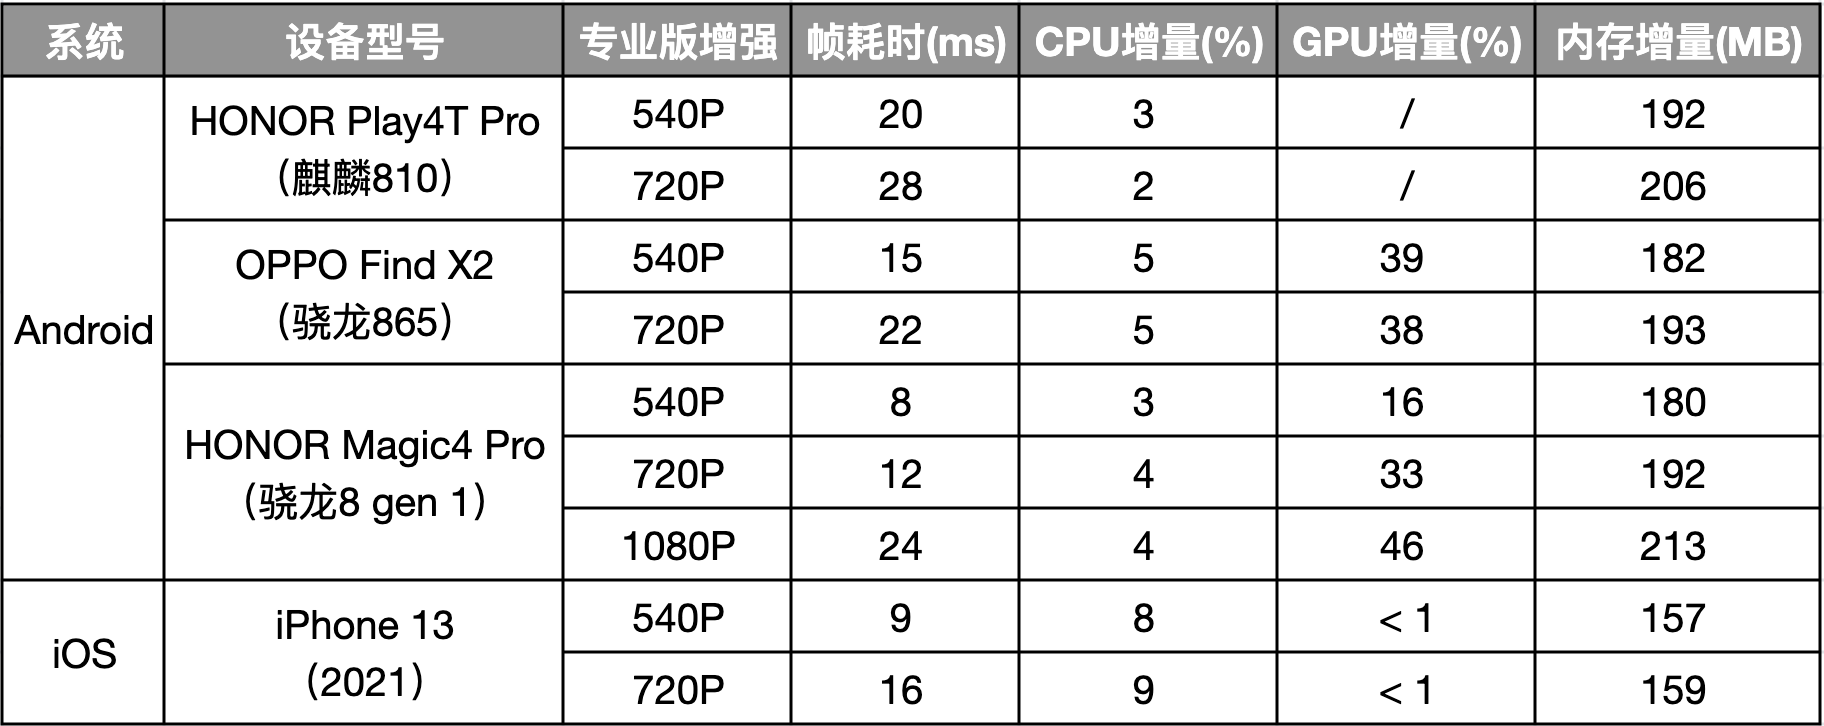 系统 设备型号 专业版增强 帧耗时(ms) CPU增量(%) GPU增量(%) 内存增量(MB)
Android
HONOR Play4T Pro
（麒麟810）
540P 20 3 / 192
720P 28 2 / 206
OPPO Find X2
（骁龙865）
540P 15 5 39 182
720P 22 5 38 193
HONOR Magic4 Pro
（骁龙8 gen 1）
540P 8 3 16 180
720P 12 4 33 192
1080P 24 4 46 213
iOS
iPhone 13
（2021）
540P 9 8 < 1 157
720P 16 9 < 1 159